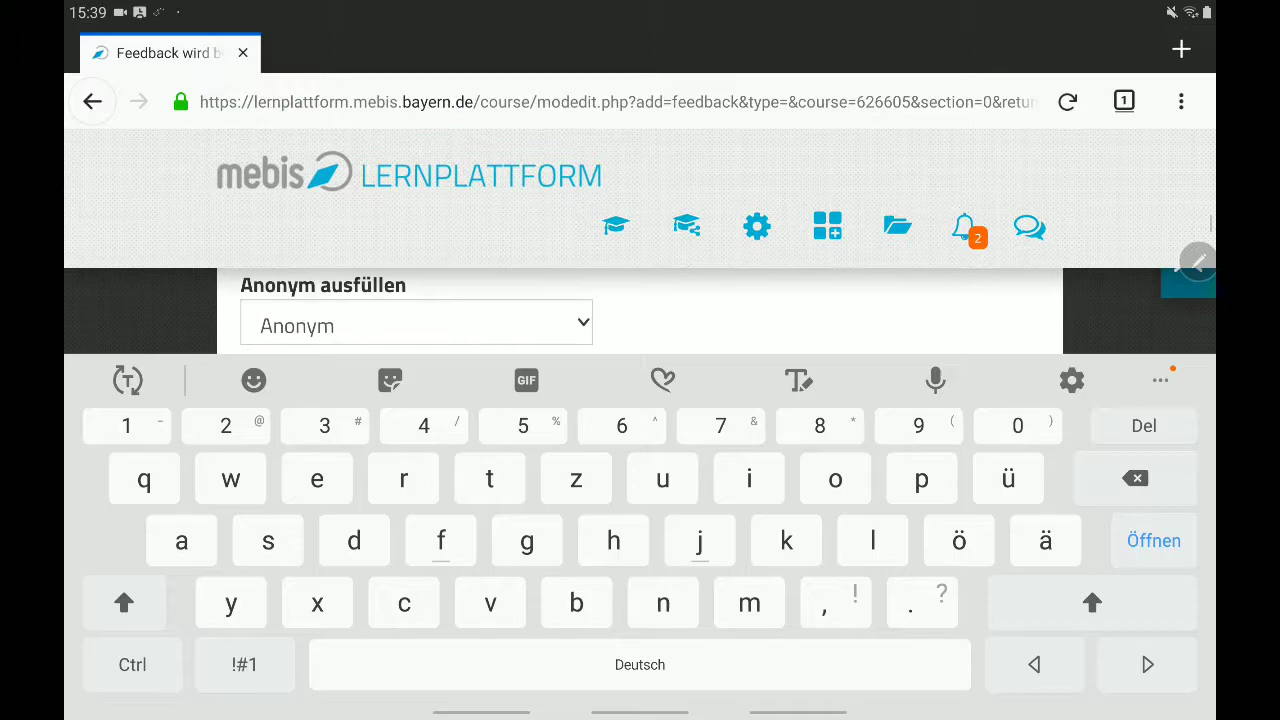 15:39
Feedback wird b
https://lernplattform.mebis.bayern.de/course/modedit.php?add=feedback&type=&course=626605&section=0&retur
1
mebis LERNPLATTFORM
2
Anonym ausfüllen
Anonym
T GIF T
1 - 2 @ 3 # 4 / 5 % 6 ^ 7 & 8 * 9 ( 0 ) Del
q w e r t z u i o p ü
a s d f g h j k l ö ä Öffnen
y x c v b n m , ! . ?
Ctrl !#1 Deutsch